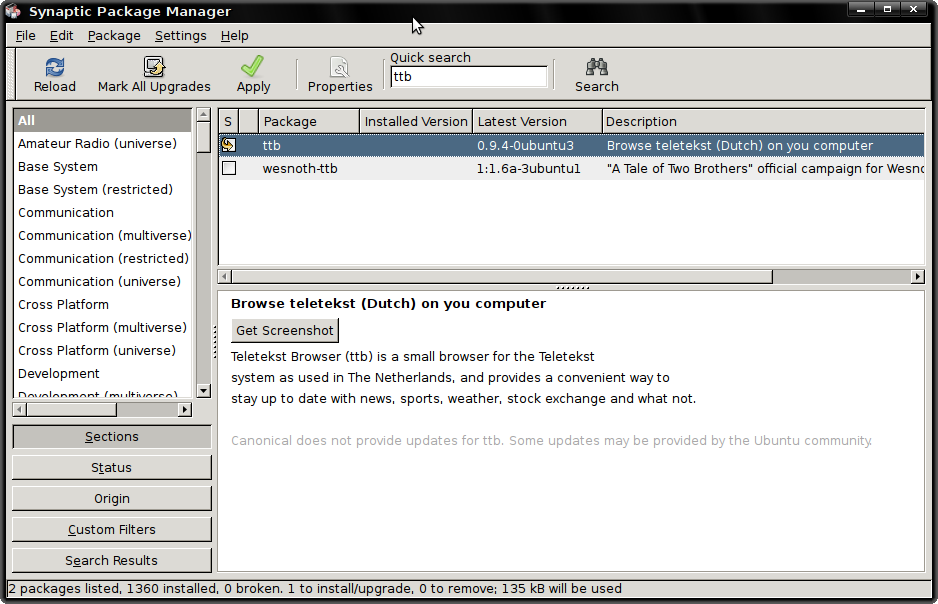 Synaptic Package Manager
File Edit Package Settings Help
Reload Mark All Upgrades Apply Properties Quick search Search
ttb
All
Amateur Radio (universe)
Base System
Base System (restricted)
Communication
Communication (multiverse)
Communication (restricted)
Communication (universe)
Cross Platform
Cross Platform (multiverse)
Cross Platform (universe)
Development
Development (multiverse)
Sections
Status
Origin
Custom Filters
Search Results
S Package Installed Version Latest Version Description
ttb 0.9.4-0ubuntu3 Browse teletekst (Dutch) on you computer
wesnoth-ttb 1:1.6a-3ubuntu1 "A Tale of Two Brothers" official campaign for Wesno
Browse teletekst (Dutch) on you computer
Get Screenshot
Teletekst Browser (ttb) is a small browser for the Teletekst
system as used in The Netherlands, and provides a convenient way to
stay up to date with news, sports, weather, stock exchange and what not.
Canonical does not provide updates for ttb. Some updates may be provided by the Ubuntu community.
2 packages listed, 1360 installed, 0 broken. 1 to install/upgrade, 0 to remove; 135 kB will be used